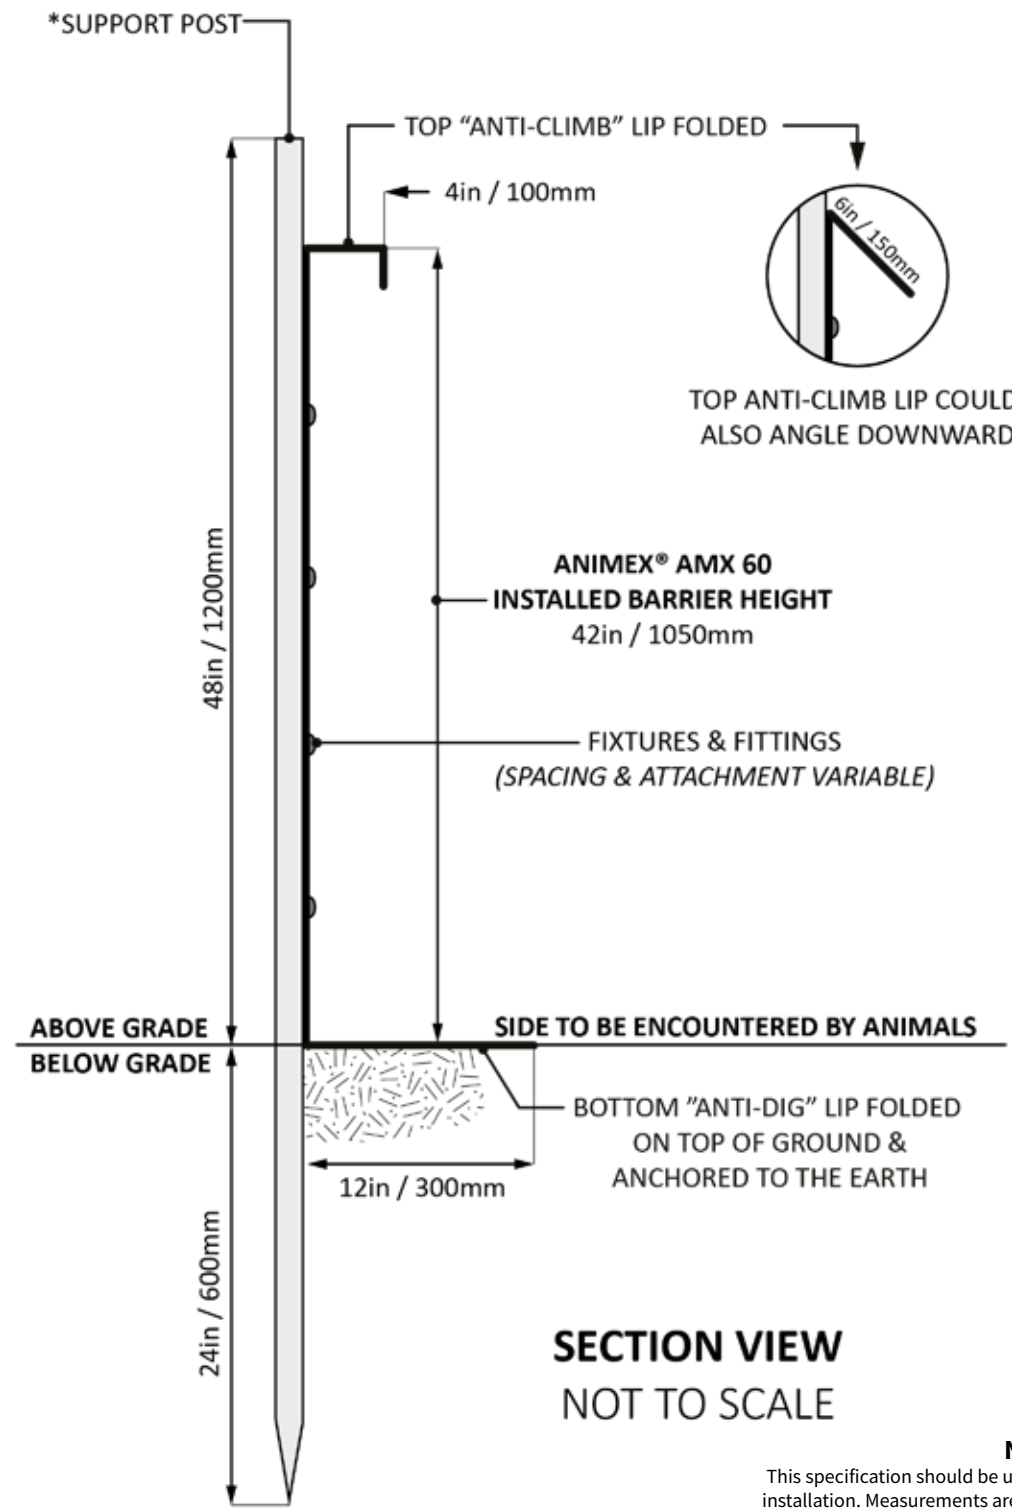 *SUPPORT POST
TOP “ANTI-CLIMB” LIP FOLDED
4in / 100mm
6in / 150mm
TOP ANTI-CLIMB LIP COULD
ALSO ANGLE DOWNWARD
48in / 1200mm
ANIMEX® AMX 60
INSTALLED BARRIER HEIGHT
42in / 1050mm
FIXTURES & FITTINGS
(SPACING & ATTACHMENT VARIABLE)
ABOVE GRADE
SIDE TO BE ENCOUNTERED BY ANIMALS
BELOW GRADE
BOTTOM ”ANTI-DIG” LIP FOLDED
ON TOP OF GROUND &
ANCHORED TO THE EARTH
12in / 300mm
24in / 600mm
SECTION VIEW
NOT TO SCALE
This specification should be
installation. Measurements are